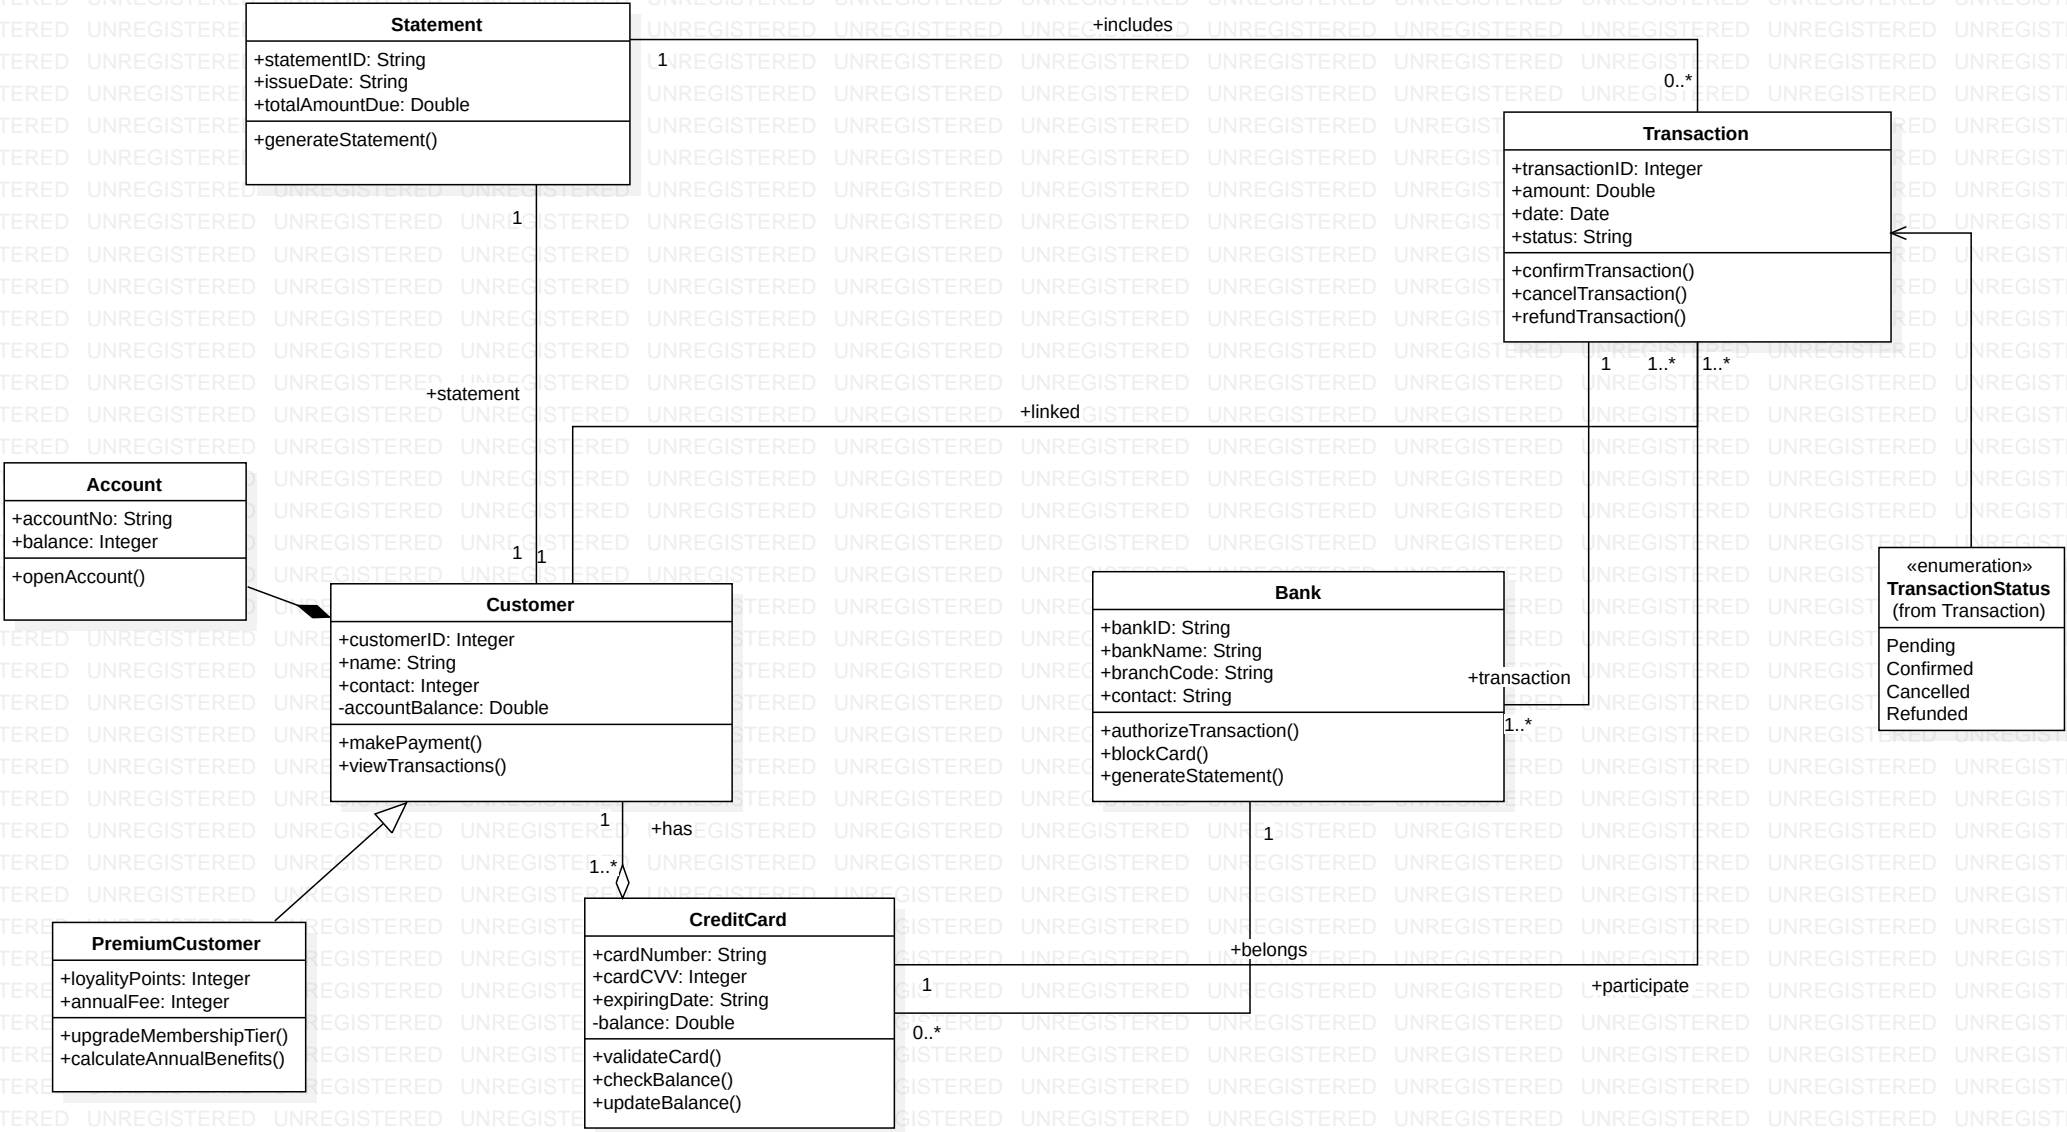 Statement
+statementID: String
+issueDate: String
+totalAmountDue: Double
+generateStatement()
+includes
1
0..*
Transaction
+transactionID: Integer
+amount: Double
+date: Date
+status: String
+confirmTransaction()
+cancelTransaction()
+refundTransaction()
1
+statement
1
1
+linked
1
1..*
1..*
Account
+accountNo: String
+balance: Integer
+openAccount()
Customer
+customerID: Integer
+name: String
+contact: Integer
-accountBalance: Double
+makePayment()
+viewTransactions()
Bank
+bankID: String
+bankName: String
+branchCode: String
+contact: String
+authorizeTransaction()
+blockCard()
+generateStatement()
+transaction
1..*
«enumeration»
TransactionStatus
(from Transaction)
Pending
Confirmed
Cancelled
Refunded
1
+has
1..*
1
+belongs
PremiumCustomer
+loyalityPoints: Integer
+annualFee: Integer
+upgradeMembershipTier()
+calculateAnnualBenefits()
CreditCard
+cardNumber: String
+cardCVV: Integer
+expiringDate: String
-balance: Double
+validateCard()
+checkBalance()
+updateBalance()
1
0..*
+participate
UNREGISTERED